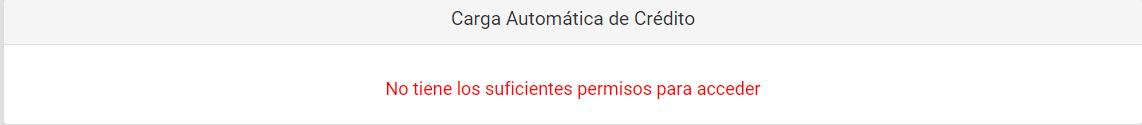 Carga Automática de Crédito
No tiene los suficientes permisos para acceder